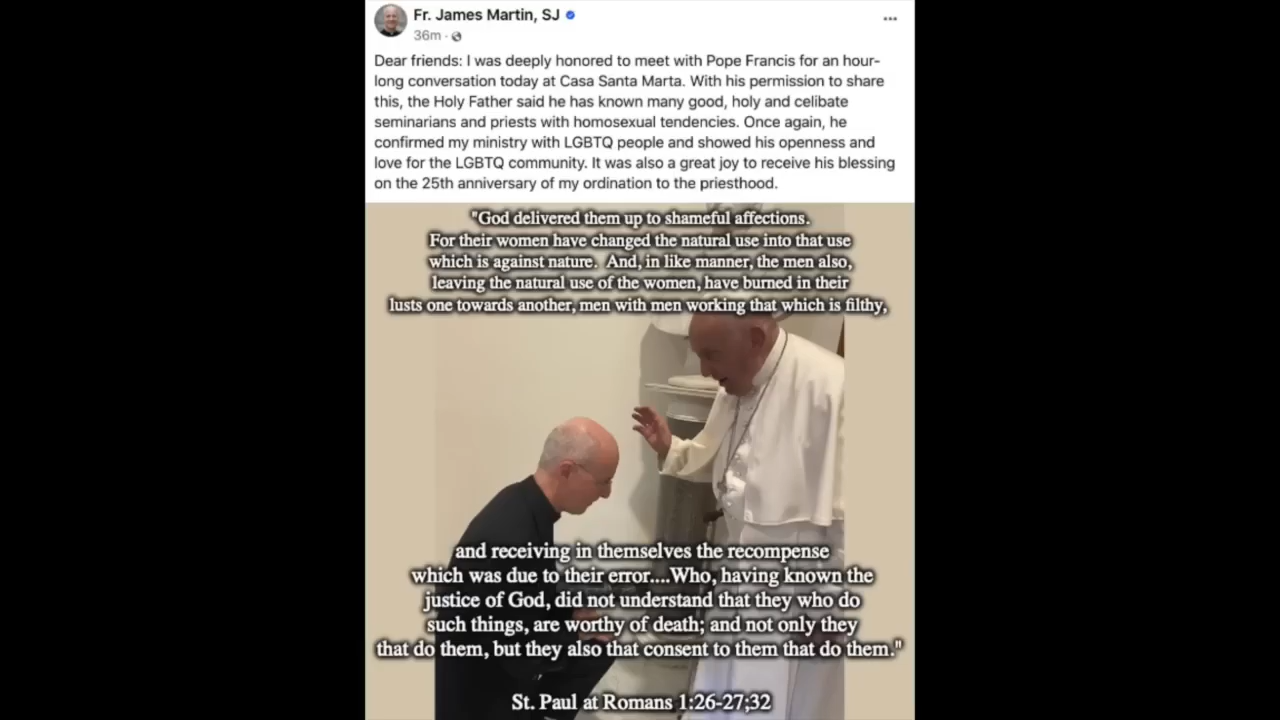 Fr. James Martin, SJ
36m ·
Dear friends: I was deeply honored to meet with Pope Francis for an hour-
long conversation today at Casa Santa Marta. With his permission to share
this, the Holy Father said he has known many good, holy and celibate
seminarians and priests with homosexual tendencies. Once again, he
confirmed my ministry with LGBTQ people and showed his openness and
love for the LGBTQ community. It was also a great joy to receive his blessing
on the 25th anniversary of my ordination to the priesthood.
"God delivered them up to shameful affections.
For their women have changed the natural use into that use
which is against nature. And, in like manner, the men also,
leaving the natural use of the women, have burned in their
lusts one towards another, men with men working that which is filthy,
and receiving in themselves the recompense
which was due to their error....Who, having known the
justice of God, did not understand that they who do
such things, are worthy of death; and not only they
that do them, but they also that consent to them that do them."
St. Paul at Romans 1:26-27;32